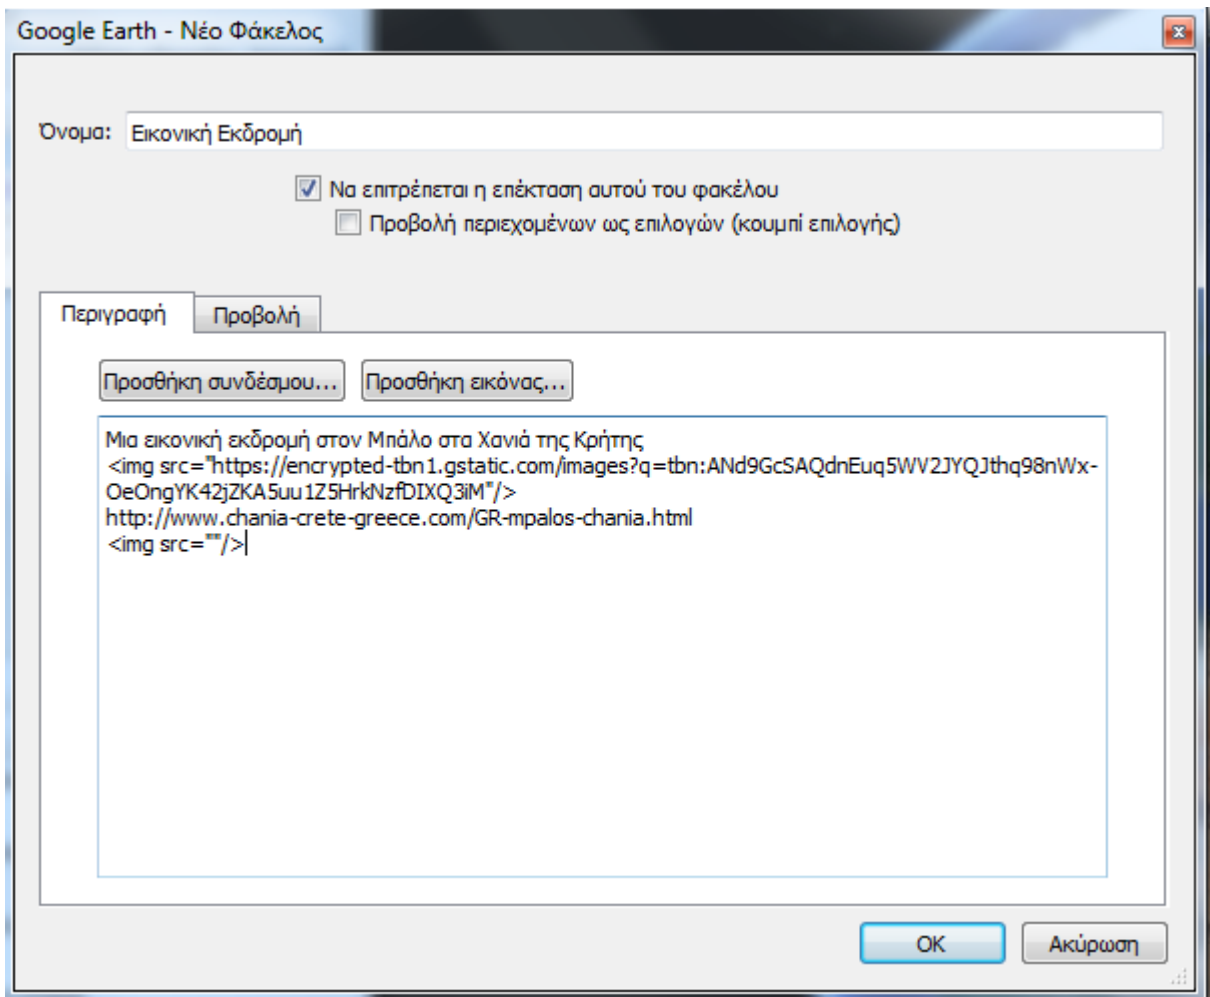 Google Earth - Νέο Φάκελος
Όνομα: Εικονική Εκδρομή
Να επιτρέπεται η επέκταση αυτού του φακέλου
Προβολή περιεχομένων ως επιλογών (κουμπί επιλογής)
Περιγραφή Προβολή
Προσθήκη συνδέσμου... Προσθήκη εικόνας...
Μια εικονική εκδρομή στον Μπάλο στα Χανιά της Κρήτης
<img src="https://encrypted-tbn1.gstatic.com/images?q=tbn:ANd9GcSAQdnEuq5WV2JYQJthq98nWx-
OeOngYK42jZKA5uu1Z5HrkNzfDIXQ3iM"/>
http://www.chania-crete-greece.com/GR-mpalos-chania.html
<img src=""/>
OK Ακύρωση